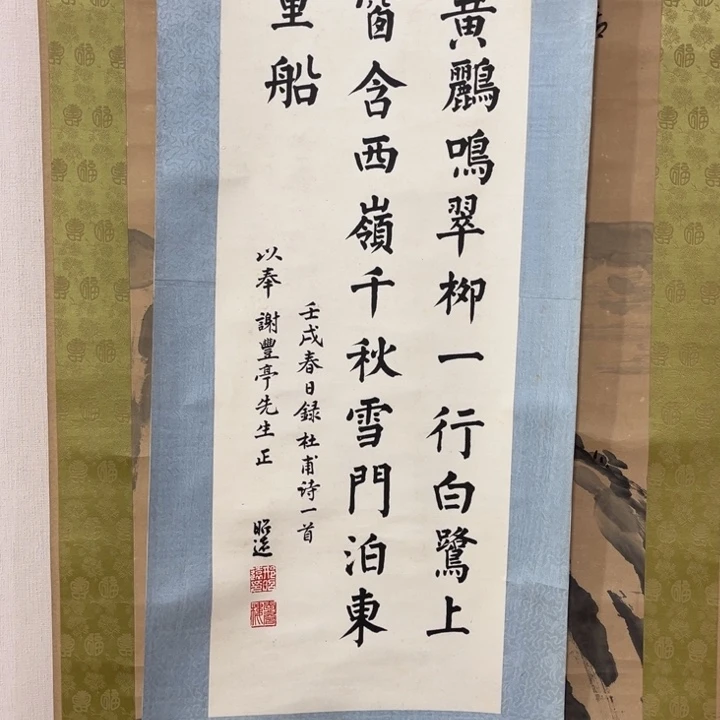 黃鸝鳴翠柳一行白鷺上
窗含西嶺千秋雪門泊東
里船
壬戌春日録杜甫诗一首
以奉 謝豐亭先生正
昭